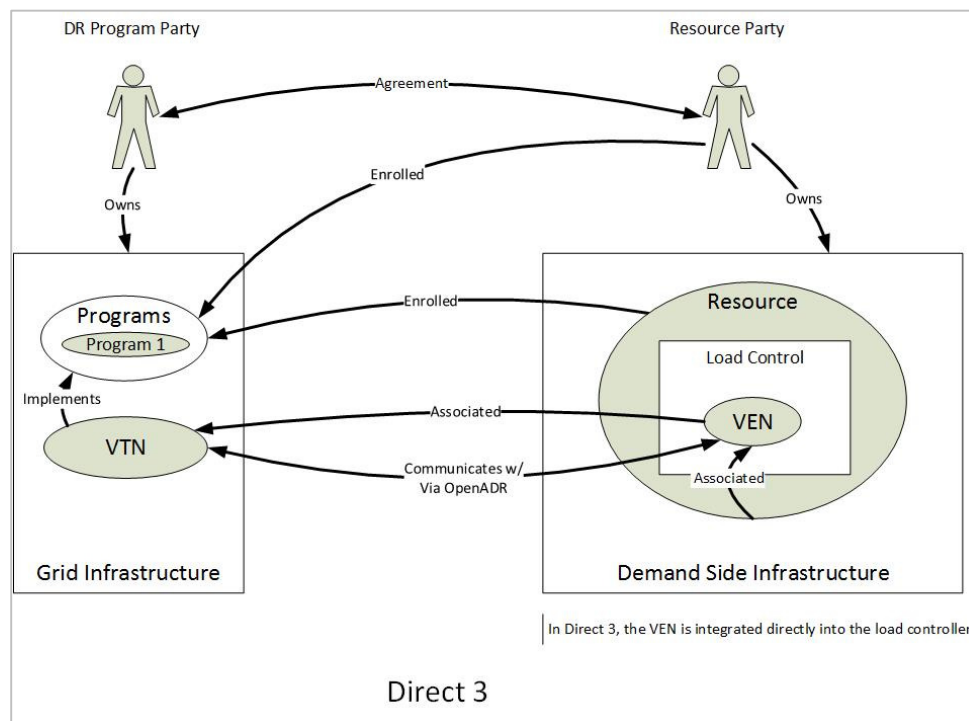 DR Program Party
Resource Party
Agreement
Enrolled
Owns
Owns
Enrolled
Programs
Program 1
Resource
Load Control
Implements
Associated
VEN
VTN
Communicates w/
Via OpenADR
Associated
Grid Infrastructure
Demand Side Infrastructure
In Direct 3, the VEN is integrated directly into the load controller
Direct 3